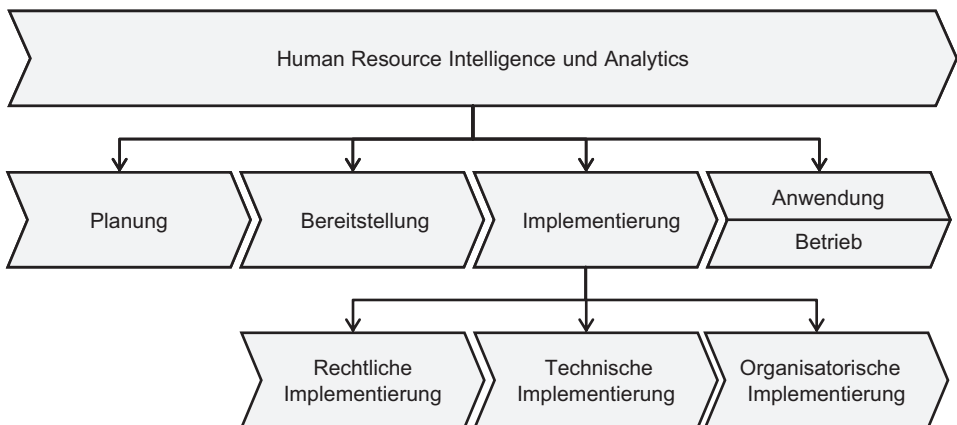 Human Resource Intelligence und Analytics
Planung
Bereitstellung
Implementierung
Anwendung
Betrieb
Rechtliche
Implementierung
Technische
Implementierung
Organisatorische
Implementierung